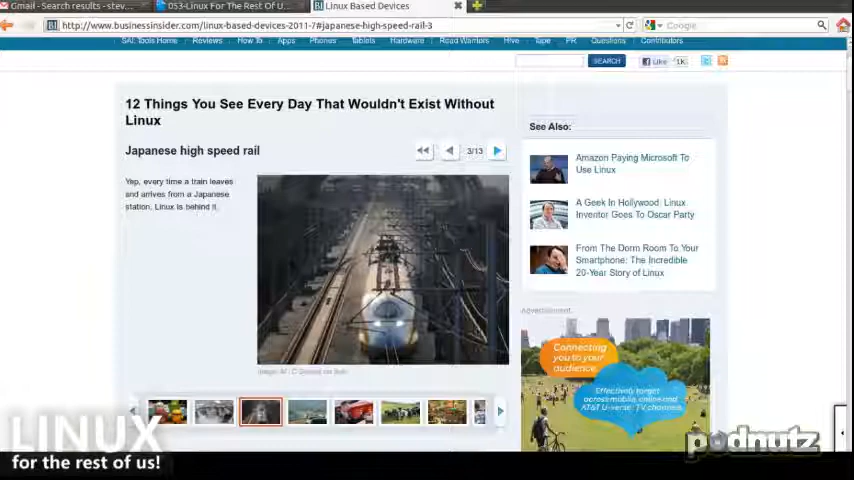 Gmail - Search results - stev...
053-Linux For The Rest Of U...
Linux Based Devices
http://www.businessinsider.com/linux-based-devices-2011-7#japanese-high-speed-rail-3
Google
SAI: Tools Home Reviews How To Apps Phones Tablets Hardware Road Warriors Hive Tape PR Questions Contributors
SEARCH
Like 1K
12 Things You See Every Day That Wouldn't Exist Without
Linux
Japanese high speed rail
3/13
Yep, every time a train leaves
and arrives from a Japanese
station, Linux is behind it.
See Also:
Amazon Paying Microsoft To
Use Linux
A Geek In Hollywood: Linux
Inventor Goes To Oscar Party
From The Dorm Room To Your
Smartphone: The Incredible
20-Year Story of Linux
Advertisement
Connecting
you to your
audience.
Effectively target
across mobile, online and
AT&T U-verse TV channels.
LINUX
for the rest of us!
podnutz